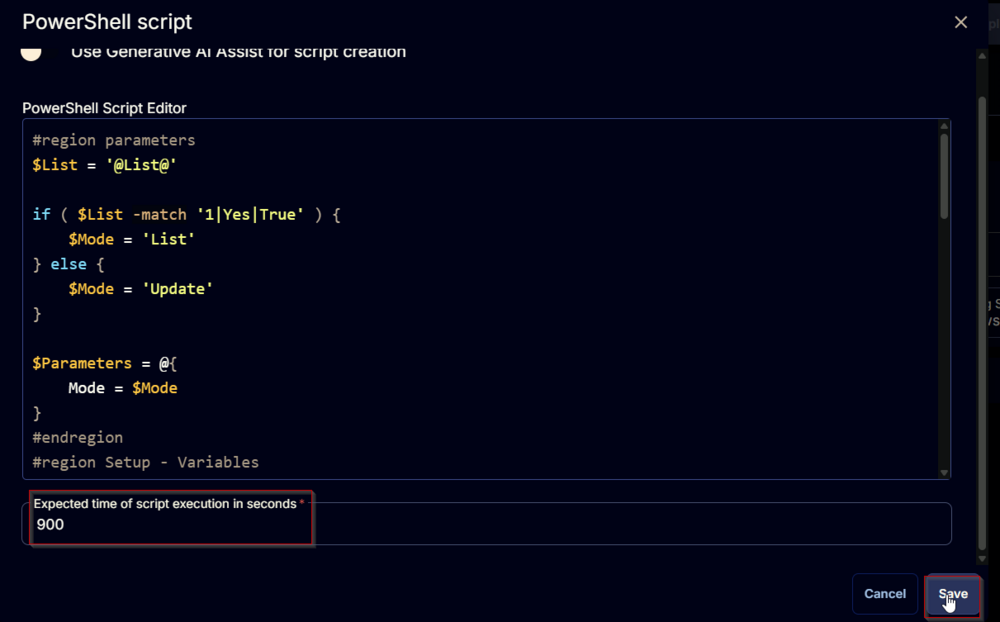 PowerShell script
Use Generative AI Assist for script creation
PowerShell Script Editor
#region parameters
$List = '@List@'
if ( $List -match '1|Yes|True' ) {
    $Mode = 'List'
} else {
    $Mode = 'Update'
}
$Parameters = @{
    Mode = $Mode
}
#endregion
#region Setup - Variables
Expected time of script execution in seconds *
900
Cancel
Save